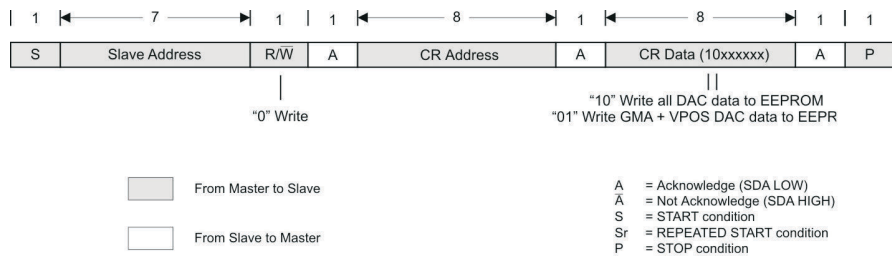 1 7 1 1 8 1 8 1 1
S Slave Address R/W̅ A CR Address A CR Data (10xxxxxx) A P
"0" Write
"10" Write all DAC data to EEPROM
"01" Write GMA + VPOS DAC data to EEPR
From Master to Slave
From Slave to Master
A = Acknowledge (SDA LOW)
A̅ = Not Acknowledge (SDA HIGH)
S = START condition
Sr = REPEATED START condition
P = STOP condition